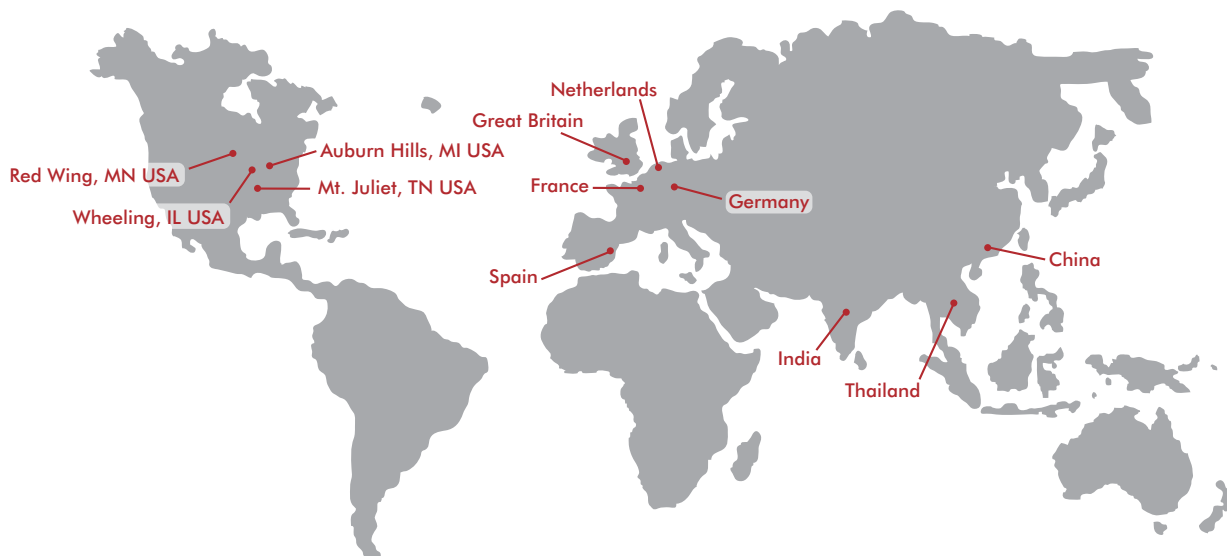 Netherlands
Great Britain
Auburn Hills, MI USA
Red Wing, MN USA
Mt. Juliet, TN USA
France
Germany
Wheeling, IL USA
China
Spain
India
Thailand